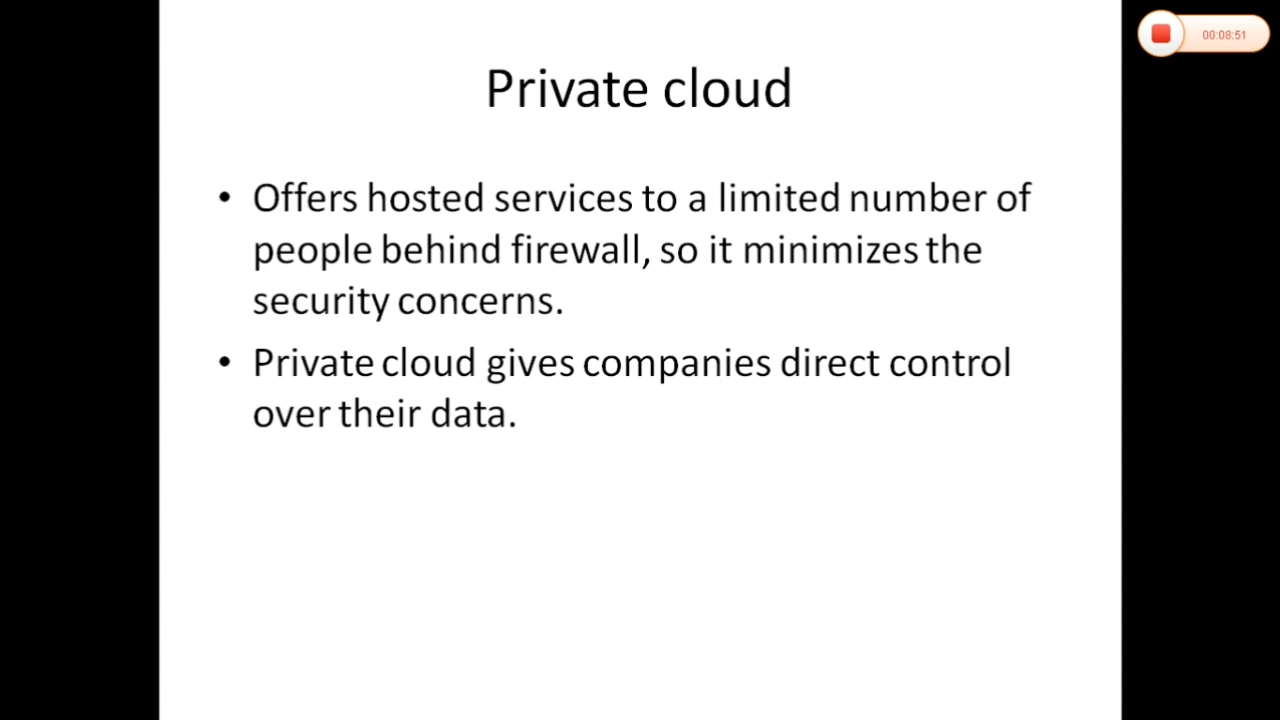 00:08:51
Private cloud
• Offers hosted services to a limited number of
people behind firewall, so it minimizes the
security concerns.
• Private cloud gives companies direct control
over their data.